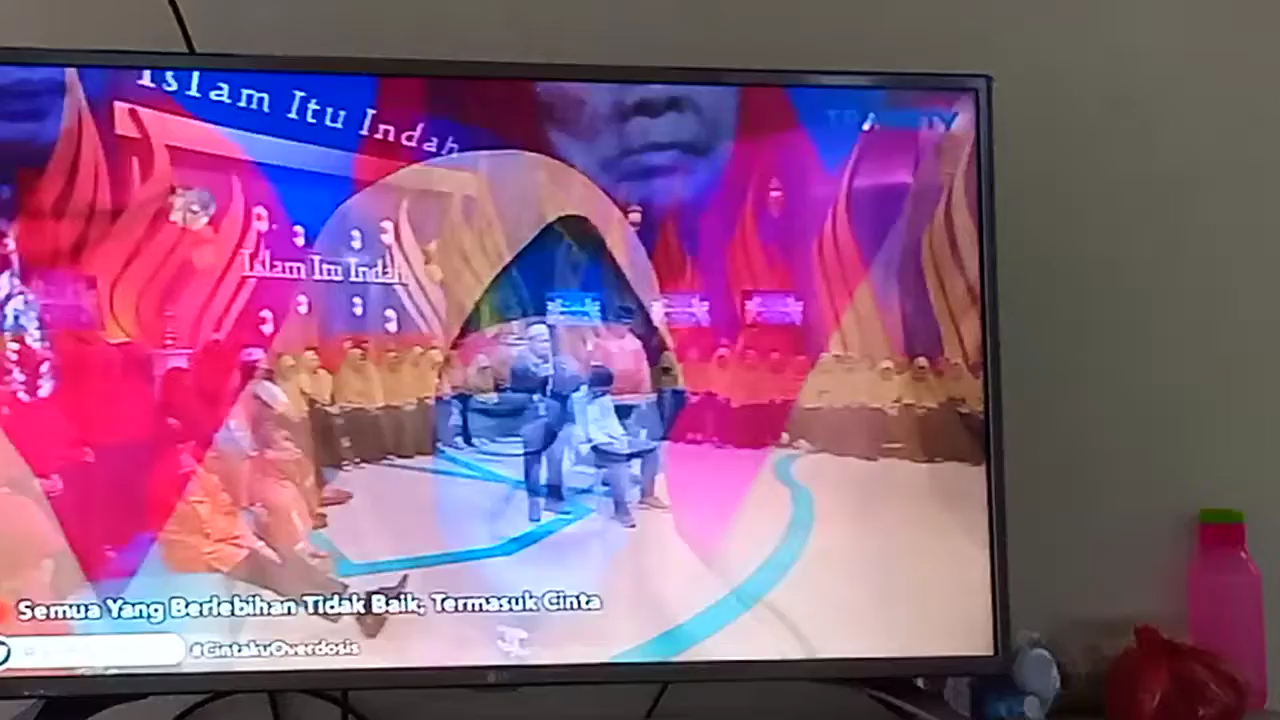 Islam Itu Indah
Islam Itu Indah
Semua Yang Berlebihan Tidak Baik, Termasuk Cinta
#CintakuOverdosis